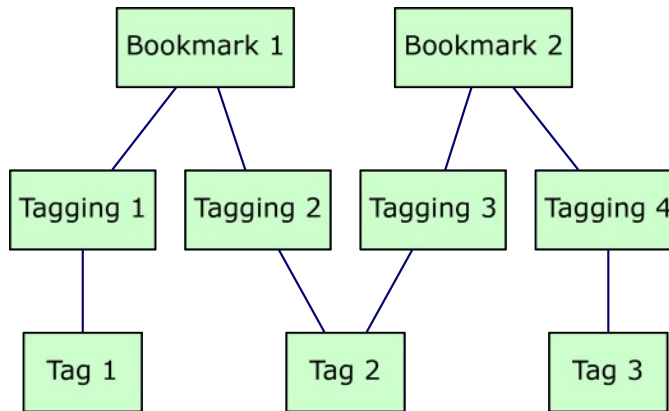 Bookmark 1
Bookmark 2
Tagging 1
Tagging 2
Tagging 3
Tagging 4
Tag 1
Tag 2
Tag 3